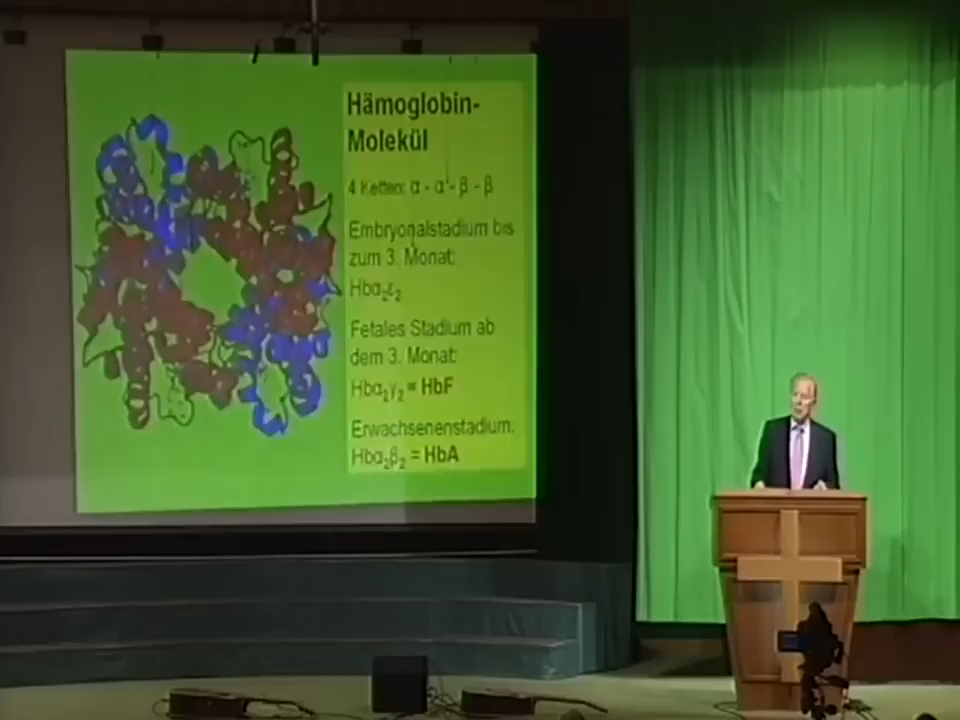 Hämoglobin-
Molekül
4 Ketten: α - α - β - β
Embryonalstadium bis
zum 3. Monat:
Hbα₂ε₂
Fetales Stadium ab
dem 3. Monat:
Hbα₂γ₂ = HbF
Erwachsenenstadium:
Hbα₂β₂ = HbA